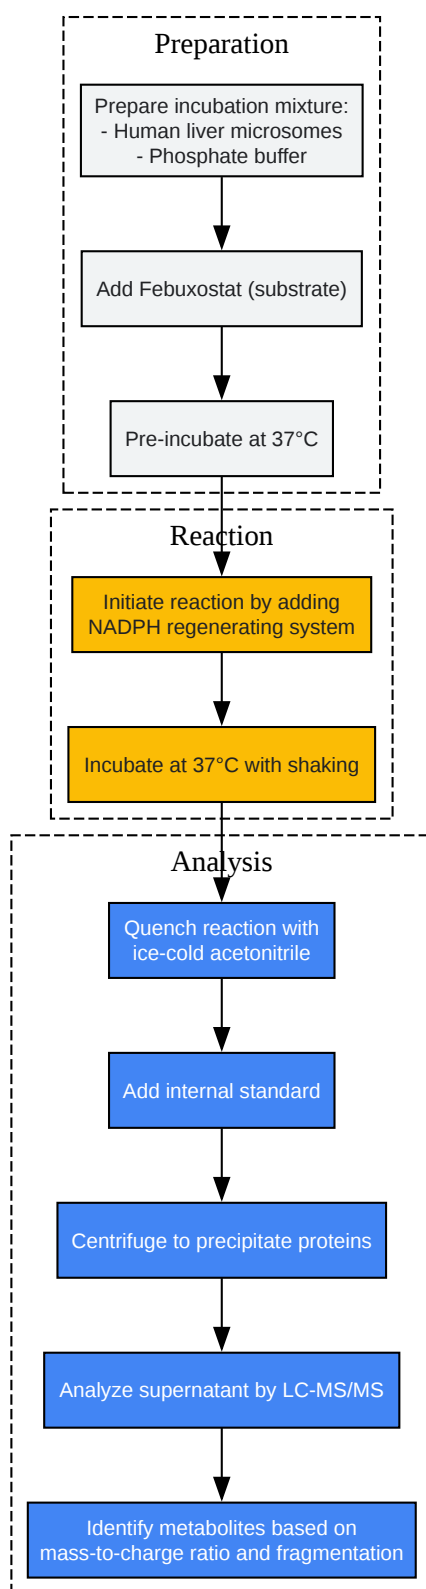 Preparation
Prepare incubation mixture:
- Human liver microsomes
- Phosphate buffer
Add Febuxostat (substrate)
Pre-incubate at 37°C
Reaction
Initiate reaction by adding
NADPH regenerating system
Incubate at 37°C with shaking
Analysis
Quench reaction with
ice-cold acetonitrile
Add internal standard
Centrifuge to precipitate proteins
Analyze supernatant by LC-MS/MS
Identify metabolites based on
mass-to-charge ratio and fragmentation